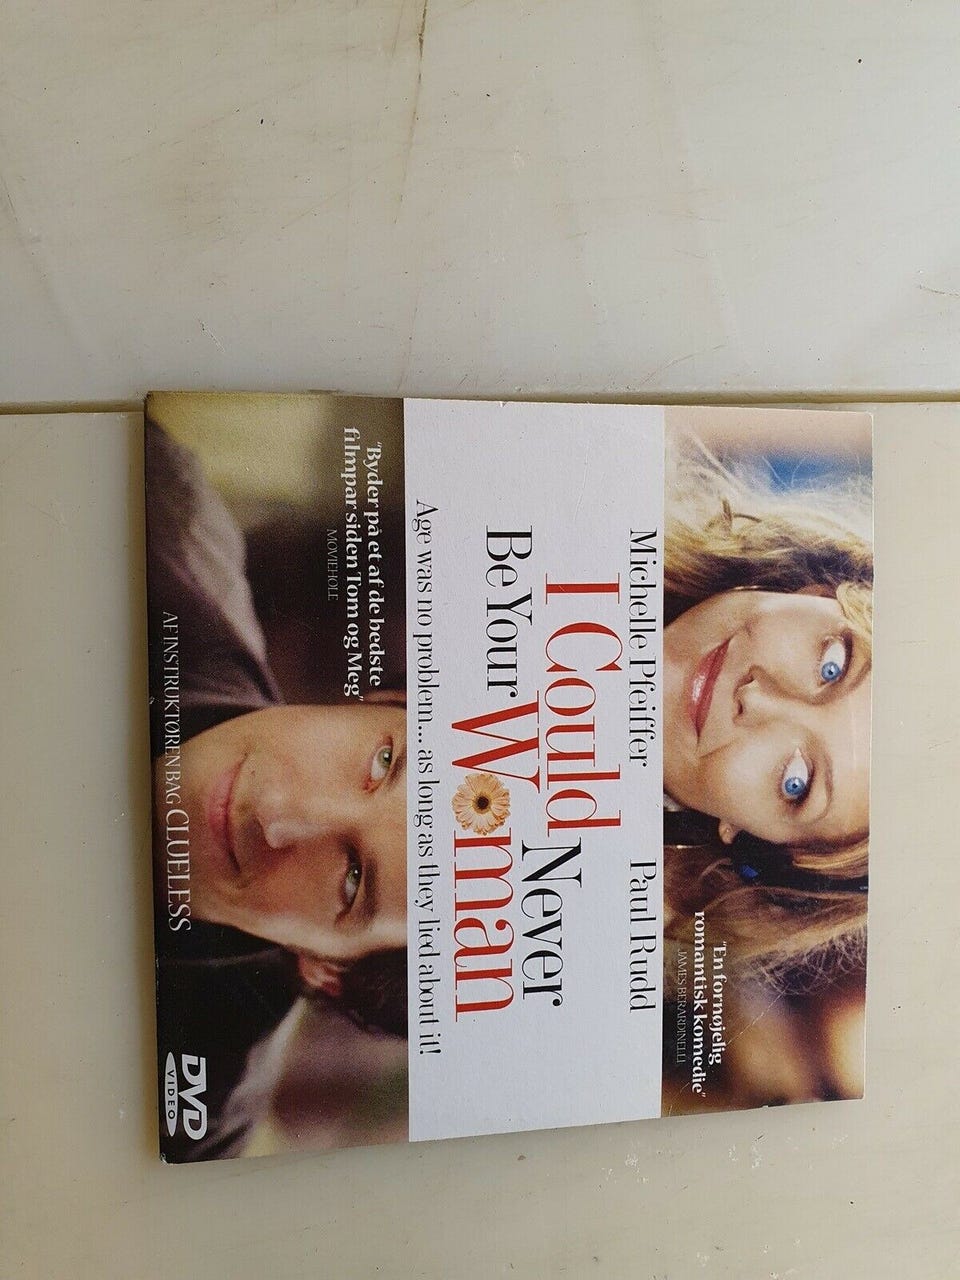 "En fornøjelig
romantisk komedie"
JAMES BERARDINELLI
Michelle Pfeiffer Paul Rudd
I Could Never
Be Your Woman
Age was no problem.... as long as they lied about it!
"Byder på et af de bedste
filmpar siden Tom og Meg"
MOVIEHOLE
AF INSTRUKTØREN BAG CLUELESS
DVD
VIDEO